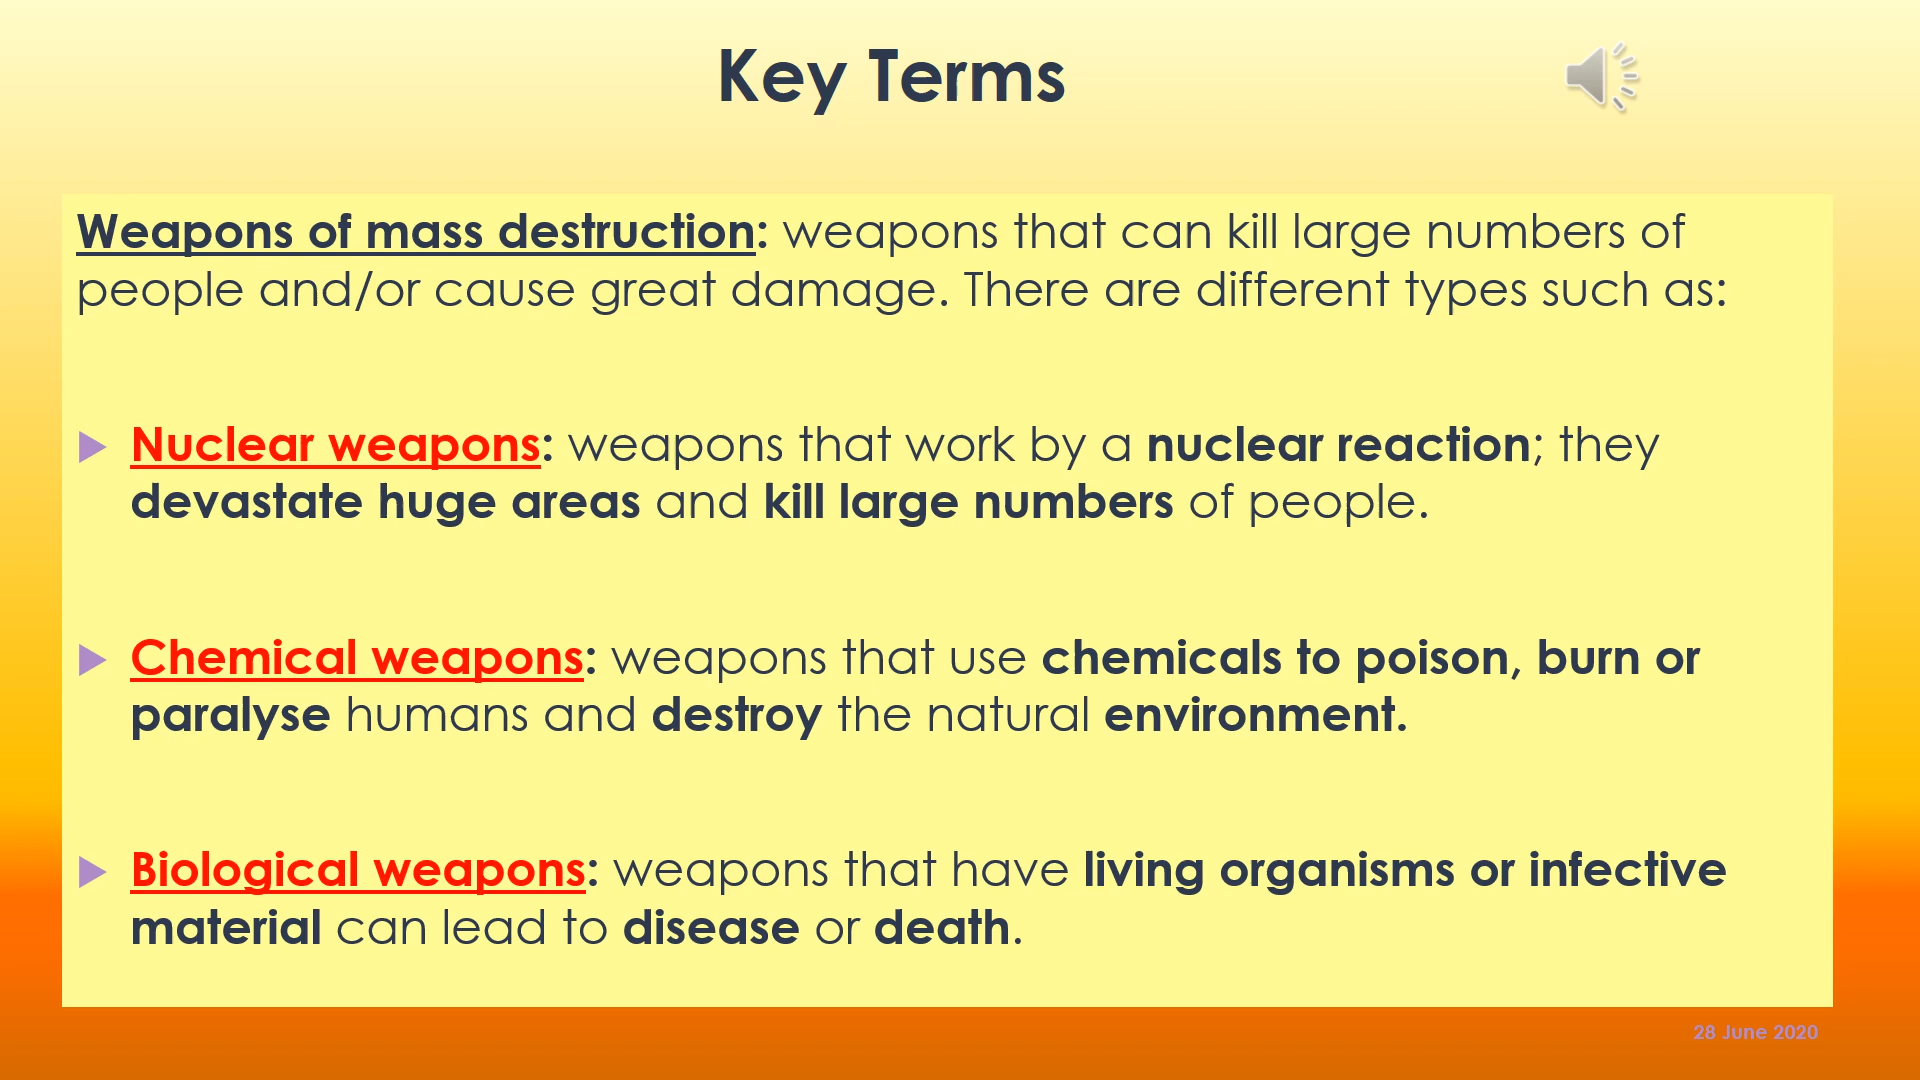 Key Terms
Weapons of mass destruction: weapons that can kill large numbers of
people and/or cause great damage. There are different types such as:
Nuclear weapons: weapons that work by a nuclear reaction; they
devastate huge areas and kill large numbers of people.
Chemical weapons: weapons that use chemicals to poison, burn or
paralyse humans and destroy the natural environment.
Biological weapons: weapons that have living organisms or infective
material can lead to disease or death.
28 June 2020